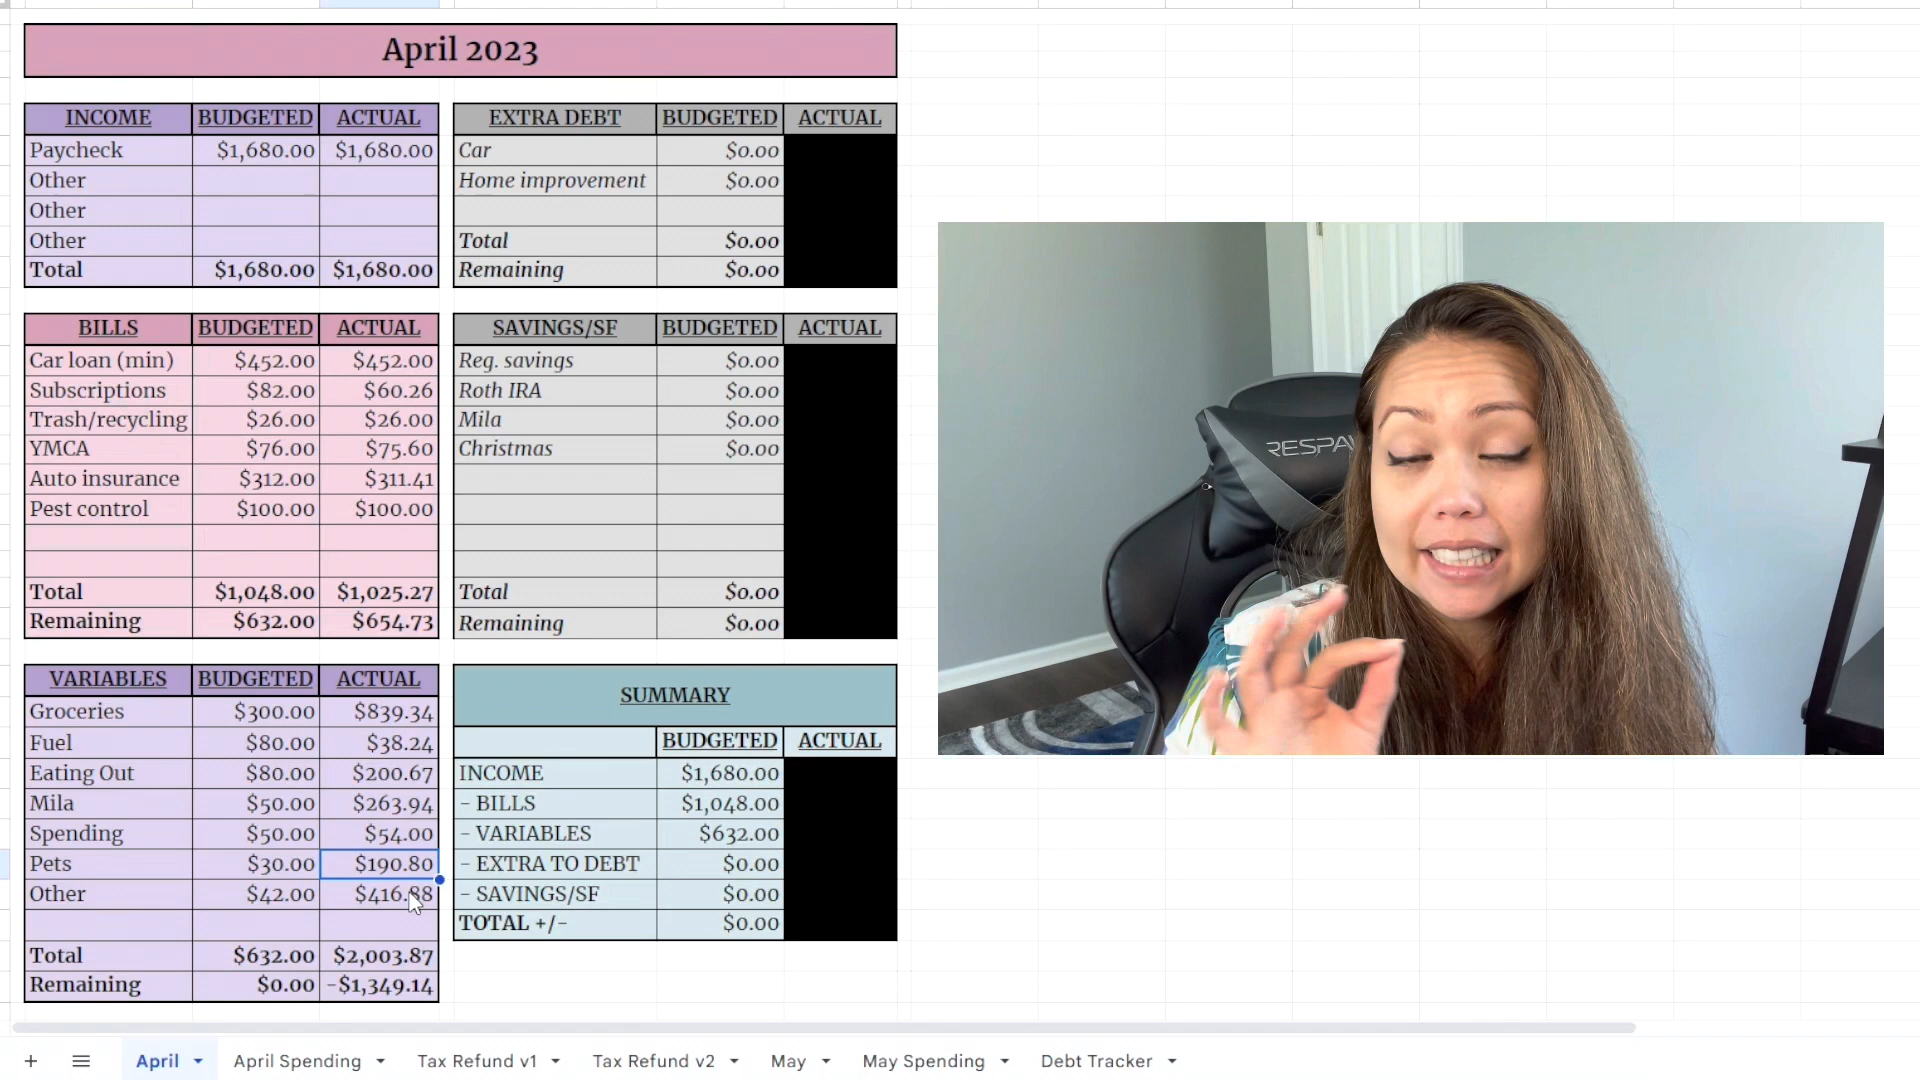 April 2023
INCOME BUDGETED ACTUAL
Paycheck $1,680.00 $1,680.00
Other
Other
Other
Total $1,680.00 $1,680.00
EXTRA DEBT BUDGETED ACTUAL
Car $0.00
Home improvement $0.00
Total $0.00
Remaining $0.00
BILLS BUDGETED ACTUAL
Car loan (min) $452.00 $452.00
Subscriptions $82.00 $60.26
Trash/recycling $26.00 $26.00
YMCA $76.00 $75.60
Auto insurance $312.00 $311.41
Pest control $100.00 $100.00
Total $1,048.00 $1,025.27
Remaining $632.00 $654.73
SAVINGS/SF BUDGETED ACTUAL
Reg. savings $0.00
Roth IRA $0.00
Mila $0.00
Christmas $0.00
Total $0.00
Remaining $0.00
VARIABLES BUDGETED ACTUAL
Groceries $300.00 $839.34
Fuel $80.00 $38.24
Eating Out $80.00 $200.67
Mila $50.00 $263.94
Spending $50.00 $54.00
Pets $30.00 $190.80
Other $42.00 $416.88
Total $632.00 $2,003.87
Remaining $0.00 -$1,349.14
SUMMARY
BUDGETED ACTUAL
INCOME $1,680.00
- BILLS $1,048.00
- VARIABLES $632.00
- EXTRA TO DEBT $0.00
- SAVINGS/SF $0.00
TOTAL +/- $0.00
RESPAW
April April Spending Tax Refund v1 Tax Refund v2 May May Spending Debt Tracker